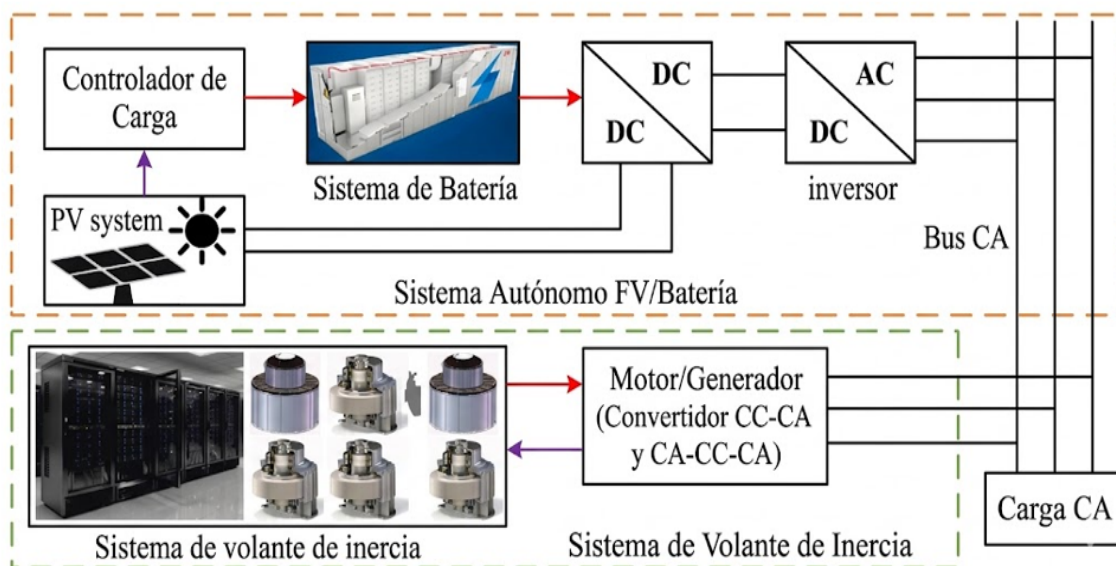 Controlador de
Carga
Sistema de Batería
DC
DC
AC
DC
inversor
PV system
Bus CA
Sistema Autónomo FV/Batería
Motor/Generador
(Convertidor CC-CA
y CA-CC-CA)
Carga CA
Sistema de volante de inercia
Sistema de Volante de Inercia